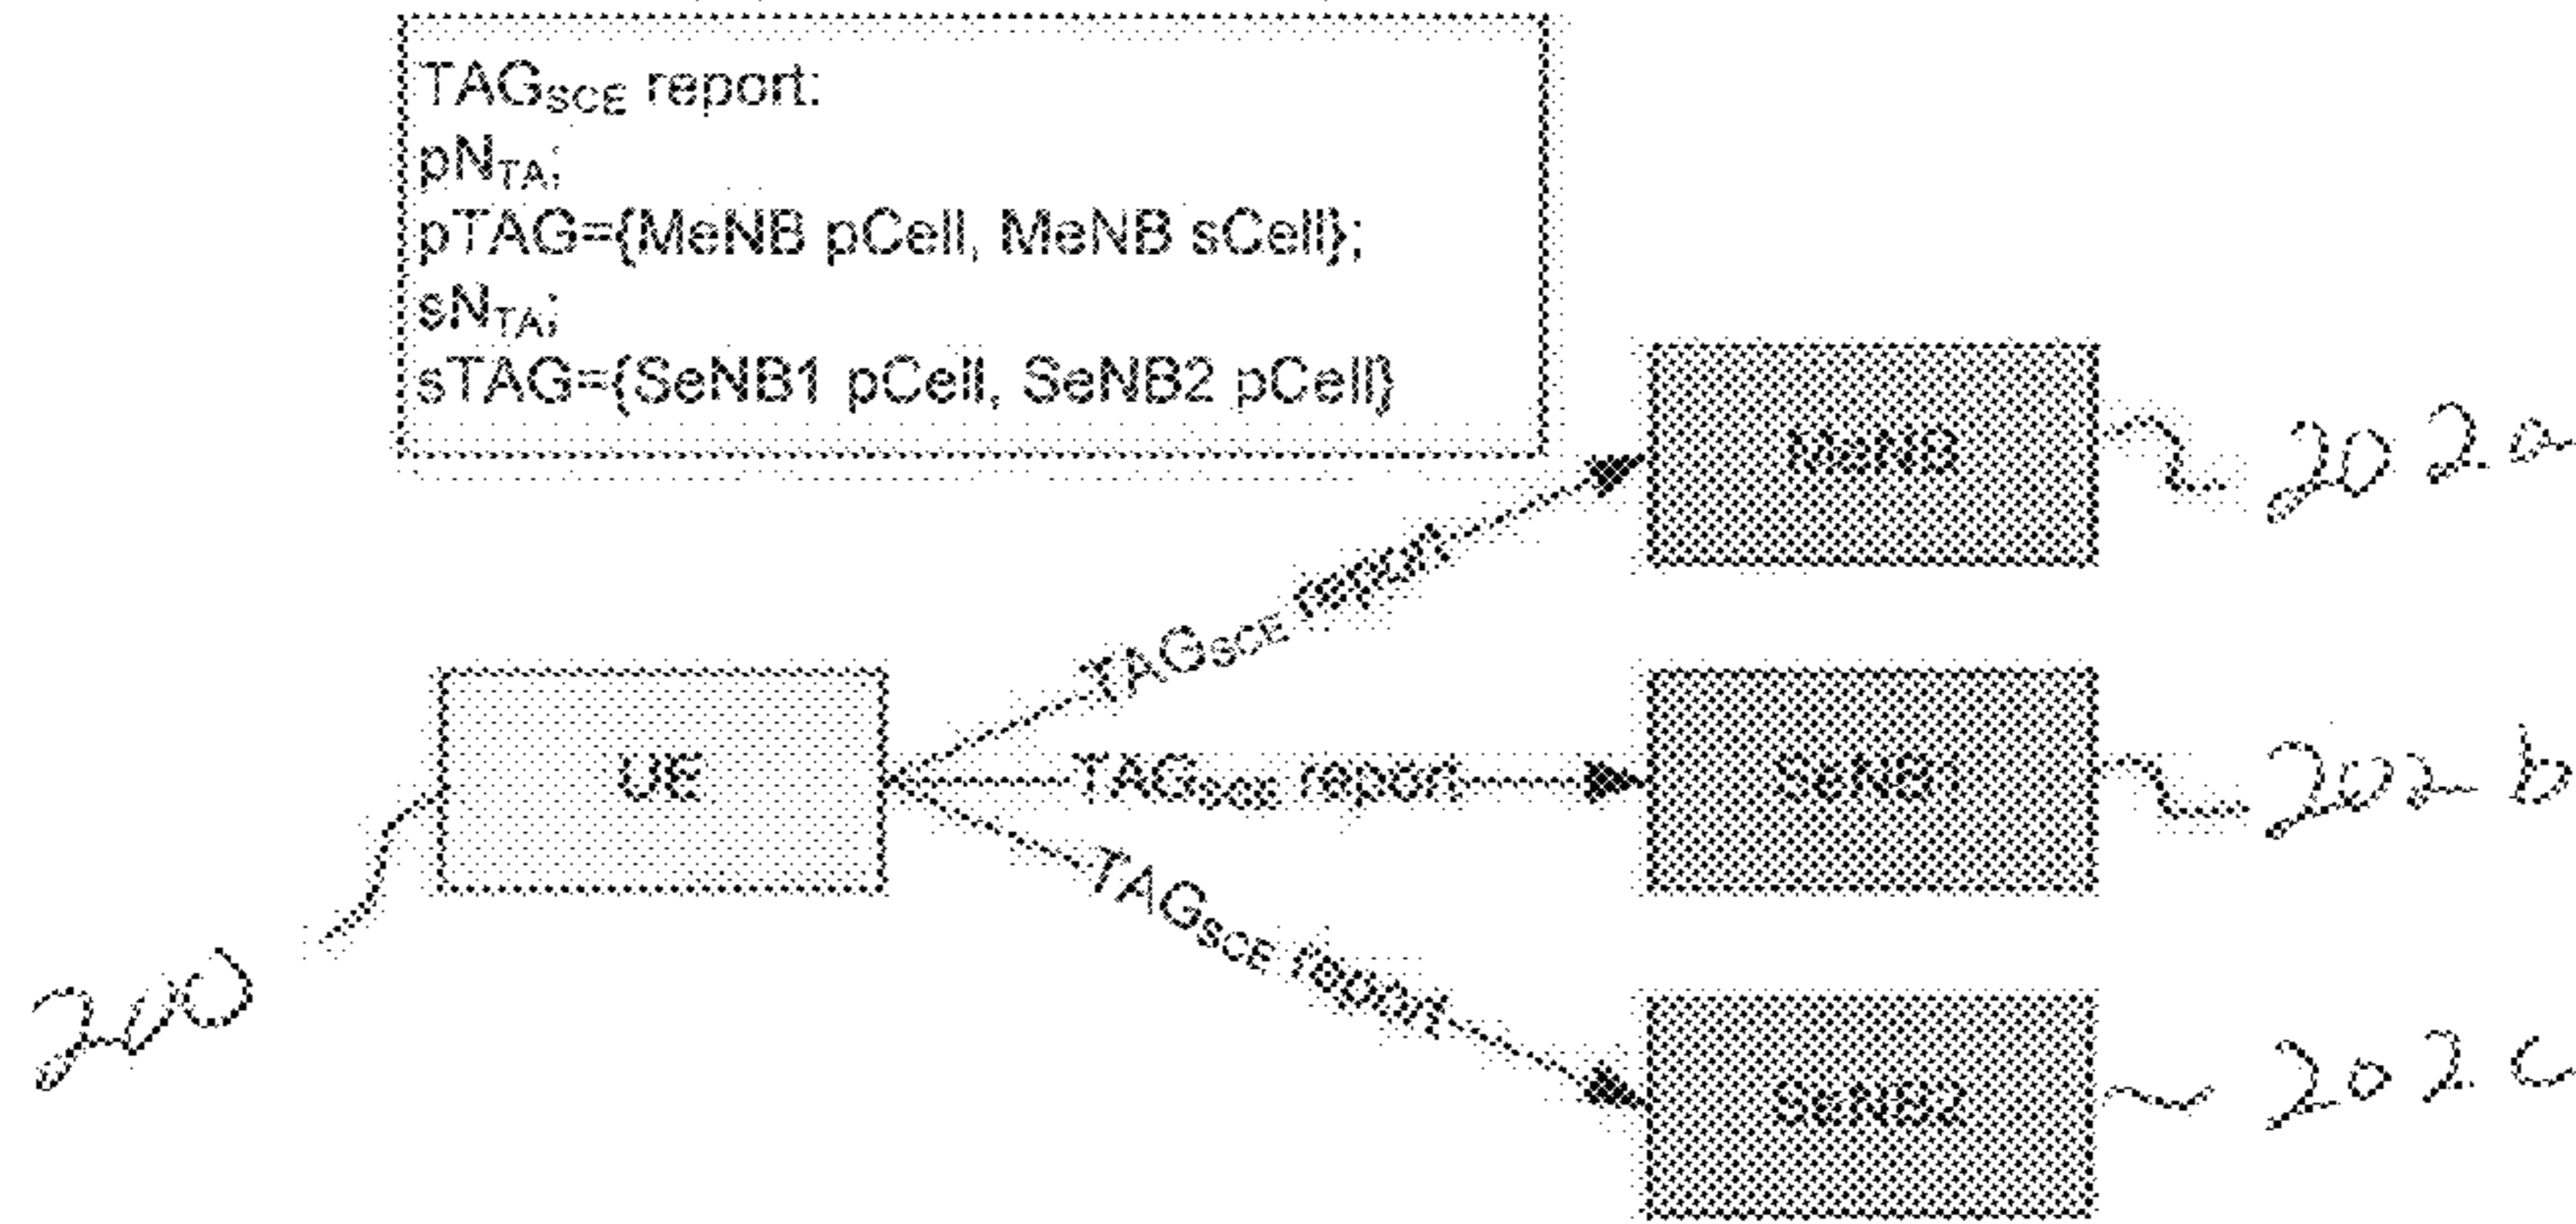 TAGSCE report:
pNTA;
pTAG={MeNB pCell, MeNB sCell};
sNTA;
sTAG={SeNB1 pCell, SeNB2 pCell}
MeNB
202a
TAGSCE report
UE
TAGSCE report
SeNB1
202b
TAGSCE report
200
SeNB2
202c